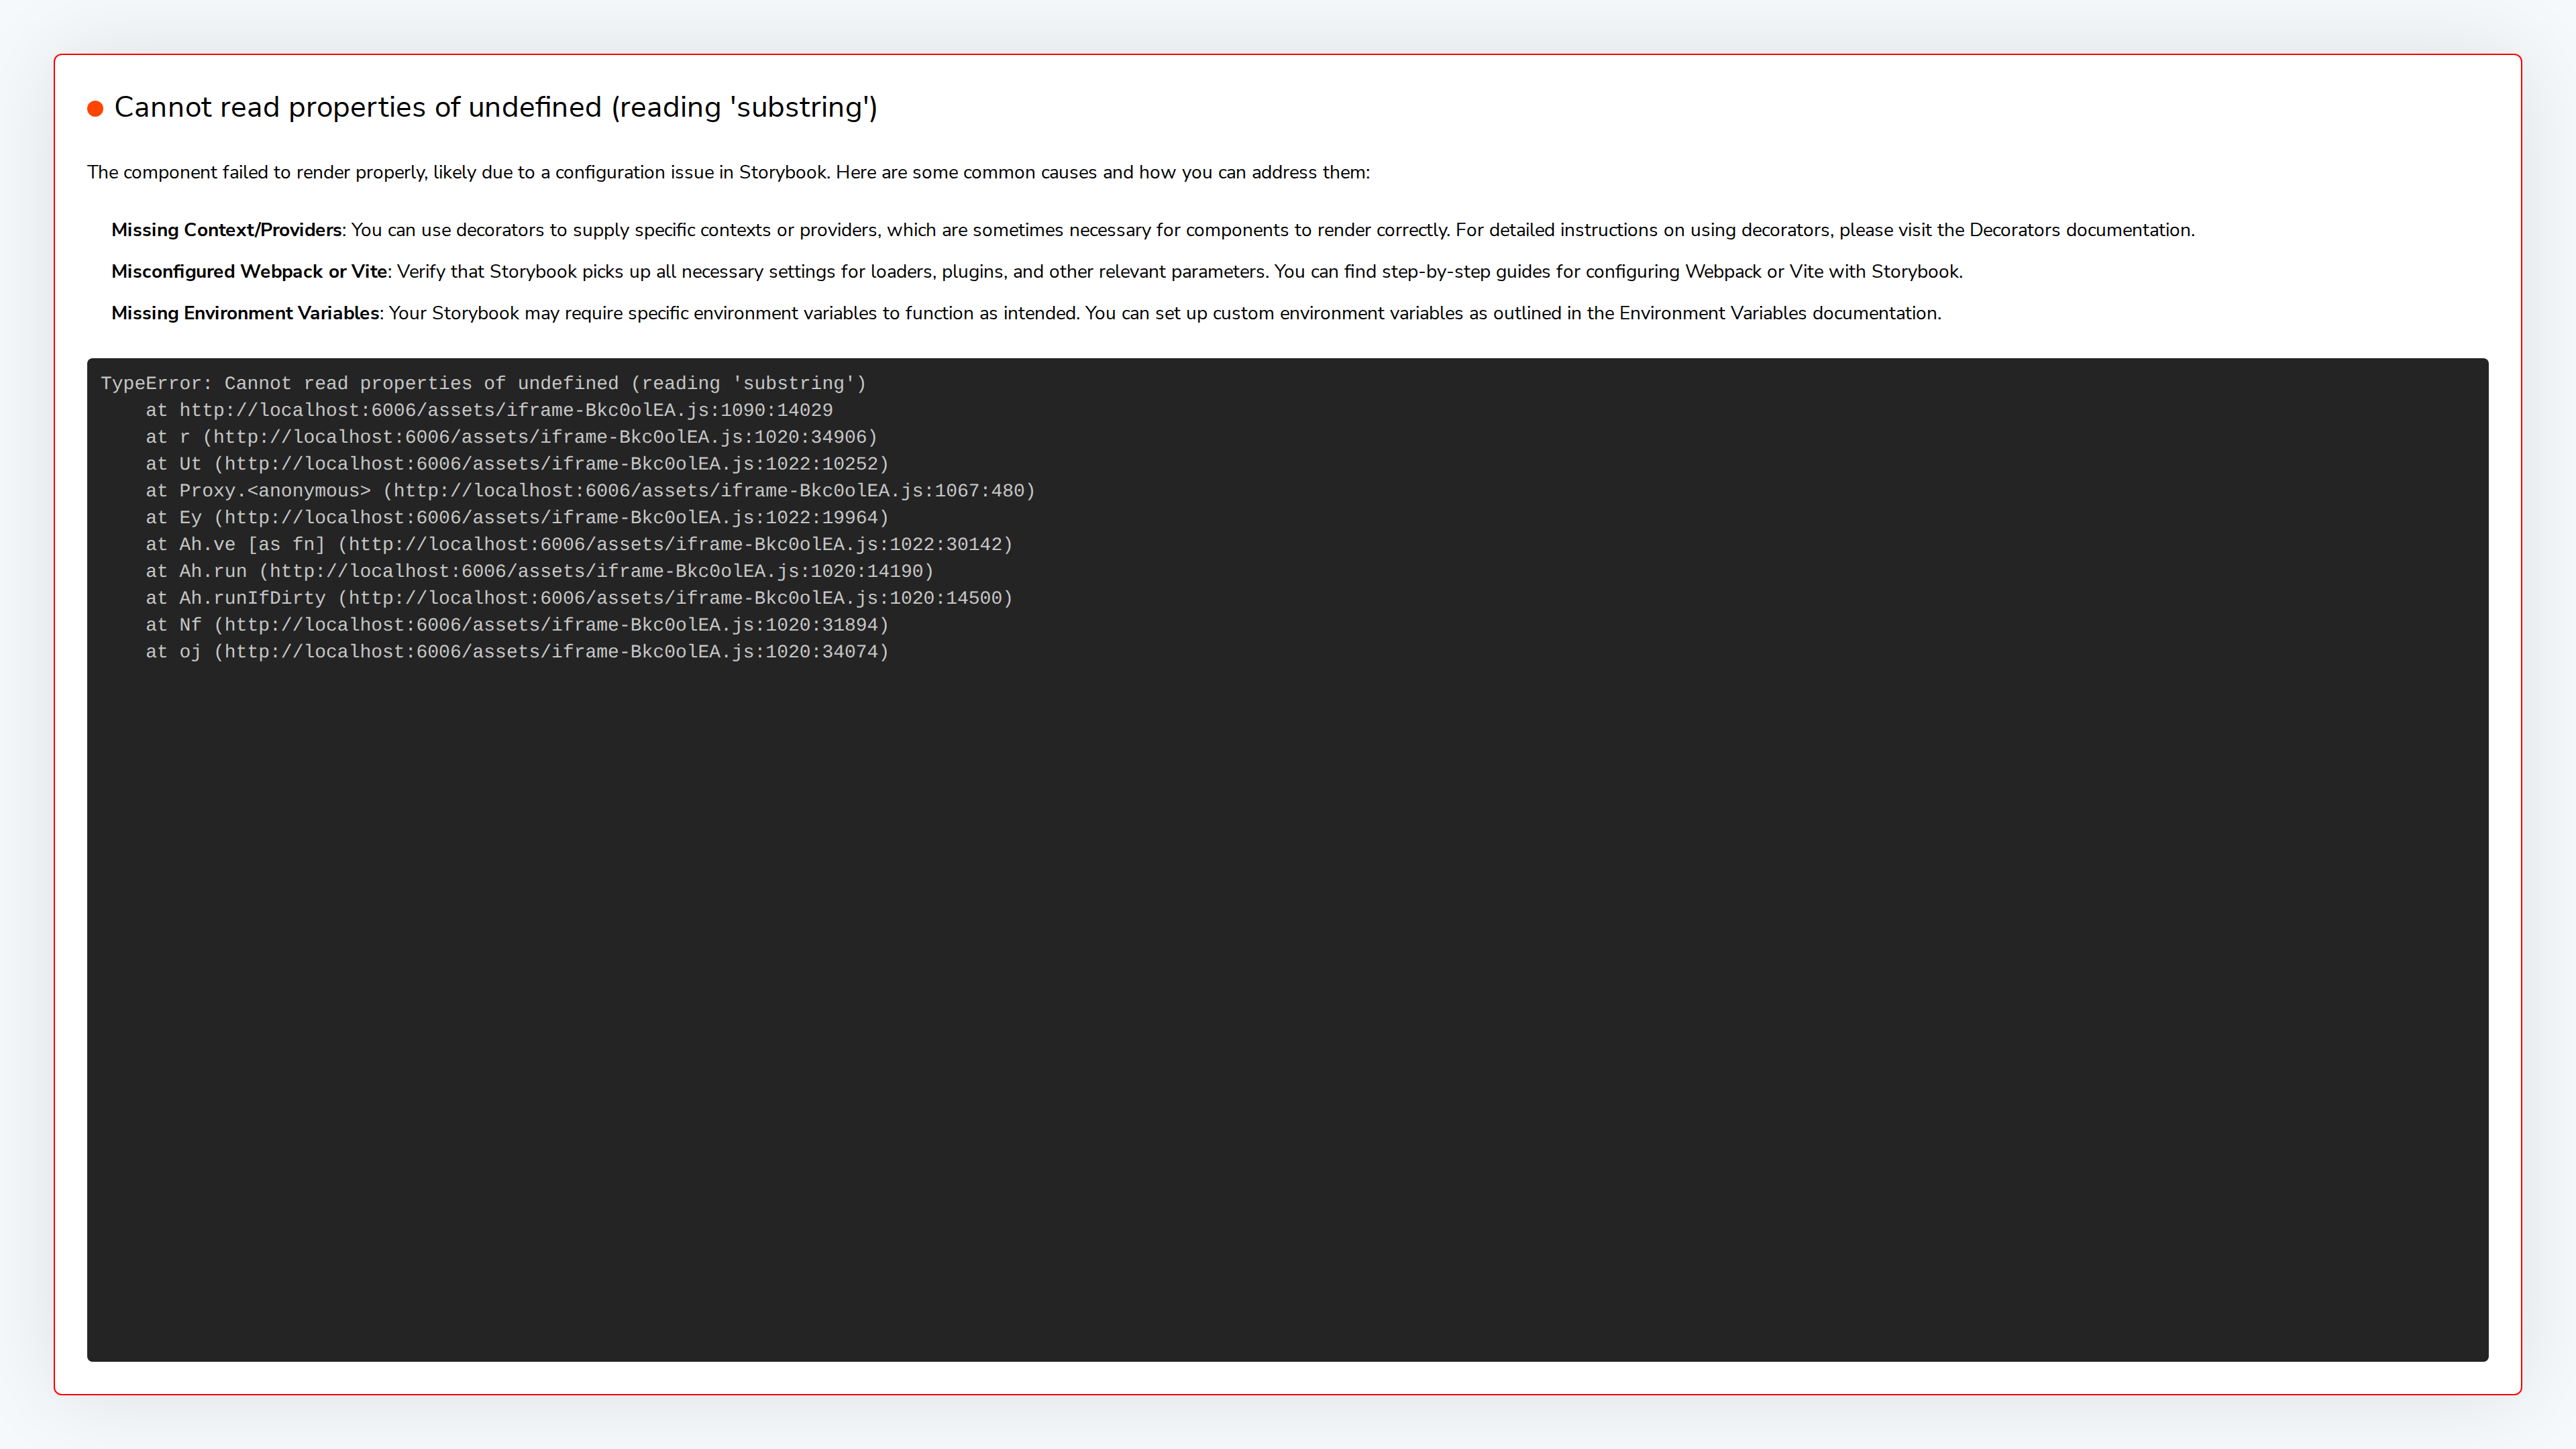 Cannot read properties of undefined (reading 'substring')
The component failed to render properly, likely due to a configuration issue in Storybook. Here are some common causes and how you can address them:
Missing Context/Providers: You can use decorators to supply specific contexts or providers, which are sometimes necessary for components to render correctly. For detailed instructions on using decorators, please visit the Decorators documentation.
Misconfigured Webpack or Vite: Verify that Storybook picks up all necessary settings for loaders, plugins, and other relevant parameters. You can find step-by-step guides for configuring Webpack or Vite with Storybook.
Missing Environment Variables: Your Storybook may require specific environment variables to function as intended. You can set up custom environment variables as outlined in the Environment Variables documentation.
TypeError: Cannot read properties of undefined (reading 'substring')
    at http://localhost:6006/assets/iframe-Bkc0olEA.js:1090:14029
    at r (http://localhost:6006/assets/iframe-Bkc0olEA.js:1020:34906)
    at Ut (http://localhost:6006/assets/iframe-Bkc0olEA.js:1022:10252)
    at Proxy.<anonymous> (http://localhost:6006/assets/iframe-Bkc0olEA.js:1067:480)
    at Ey (http://localhost:6006/assets/iframe-Bkc0olEA.js:1022:19964)
    at Ah.ve [as fn] (http://localhost:6006/assets/iframe-Bkc0olEA.js:1022:30142)
    at Ah.run (http://localhost:6006/assets/iframe-Bkc0olEA.js:1020:14190)
    at Ah.runIfDirty (http://localhost:6006/assets/iframe-Bkc0olEA.js:1020:14500)
    at Nf (http://localhost:6006/assets/iframe-Bkc0olEA.js:1020:31894)
    at oj (http://localhost:6006/assets/iframe-Bkc0olEA.js:1020:34074)